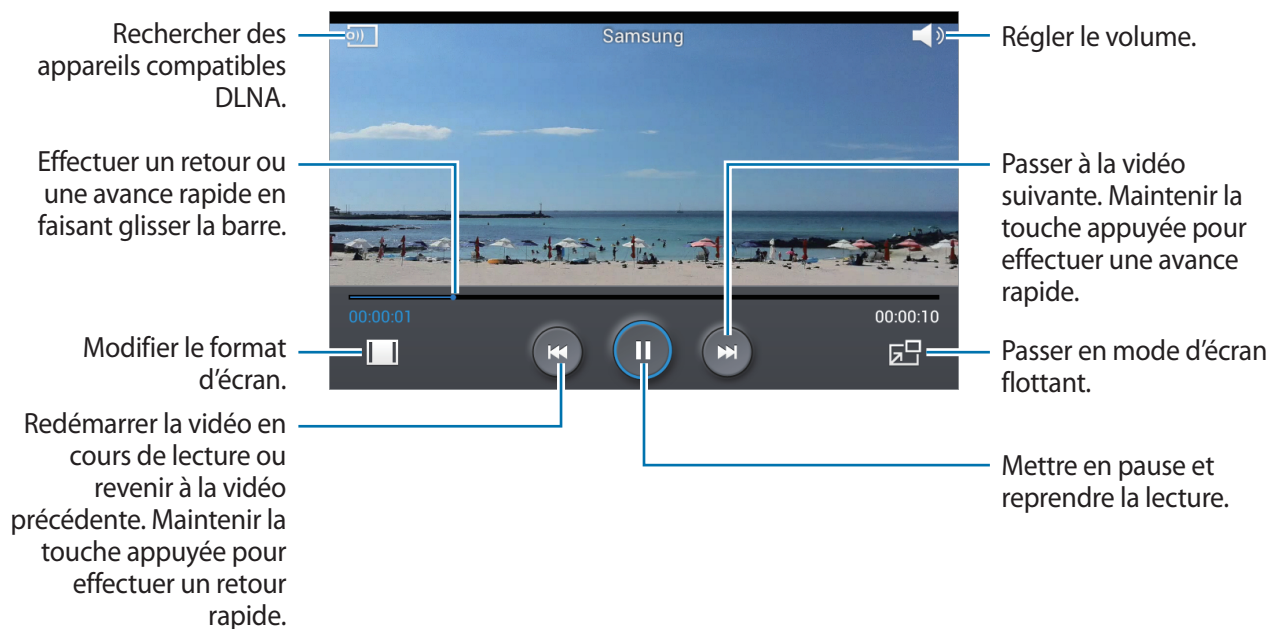 Rechercher des
appareils compatibles
DLNA.
Samsung
Régler le volume.
Effectuer un retour ou
une avance rapide en
faisant glisser la barre.
Passer à la vidéo
suivante. Maintenir la
touche appuyée pour
effectuer une avance
rapide.
00:00:01
00:00:10
Modifier le format
d’écran.
Passer en mode d’écran
flottant.
Redémarrer la vidéo en
cours de lecture ou
revenir à la vidéo
précédente. Maintenir la
touche appuyée pour
effectuer un retour
rapide.
Mettre en pause et
reprendre la lecture.